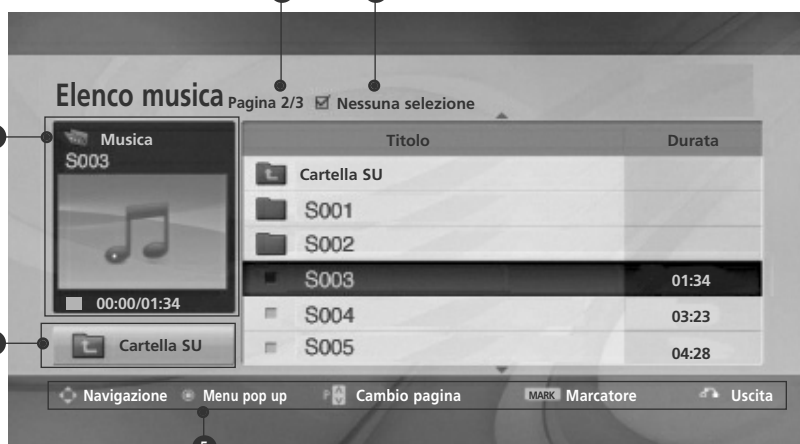 Elenco musica Pagina 2/3 Nessuna selezione
Musica
S003
00:00/01:34
Cartella SU
Titolo Durata
Cartella SU
S001
S002
S003 01:34
S004 03:23
S005 04:28
Navigazione Menu pop up P Cambio pagina MARK Marcatore Uscita
5